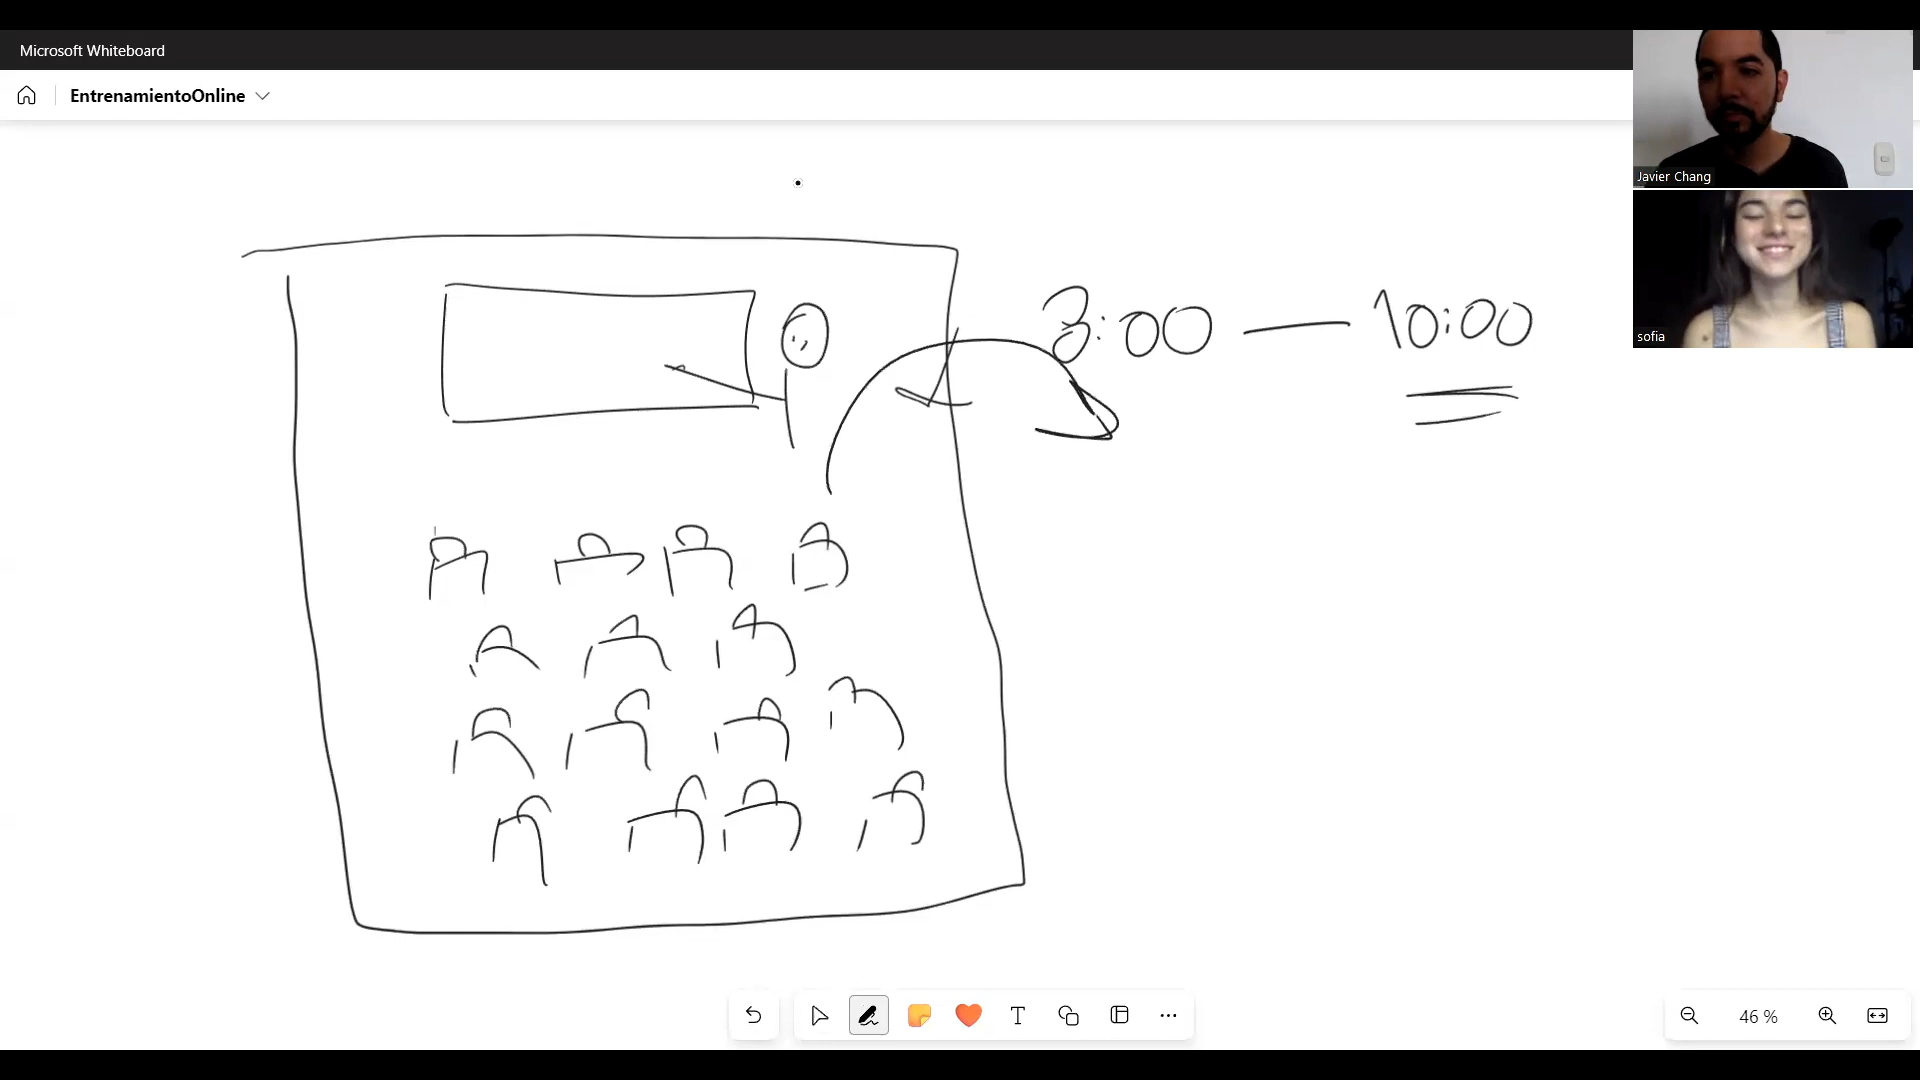 Microsoft Whiteboard
EntrenamientoOnline
Javier Chang
sofia
3:00 — 10:00
46 %